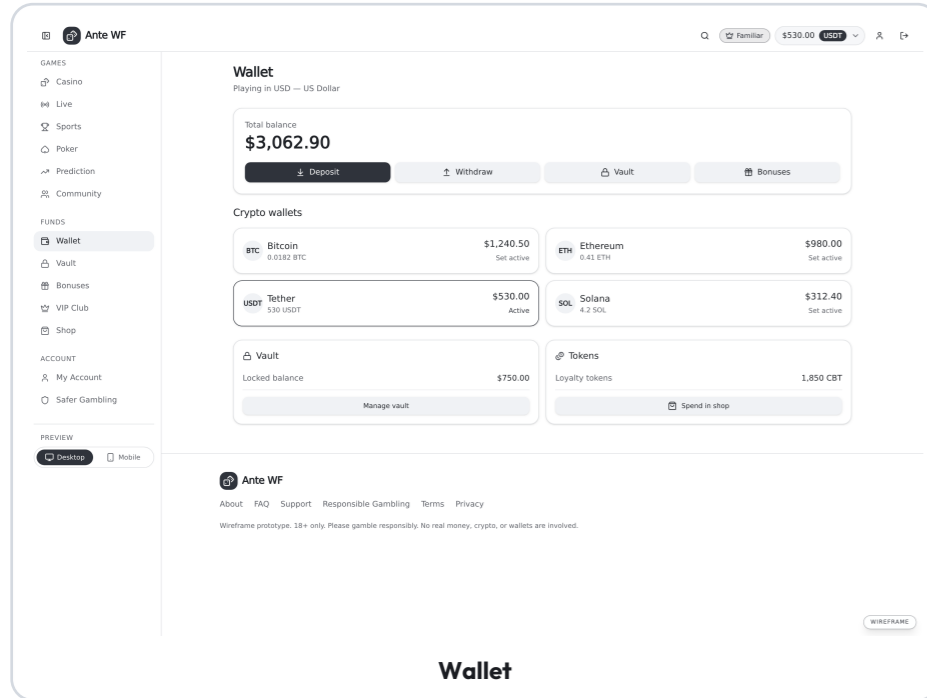 Ante WF
Familiar
$530.00 USDT
GAMES
Casino
Live
Sports
Poker
Prediction
Community
FUNDS
Wallet
Vault
Bonuses
VIP Club
Shop
ACCOUNT
My Account
Safer Gambling
PREVIEW
Desktop Mobile
Wallet
Playing in USD — US Dollar
Total balance
$3,062.90
Deposit Withdraw Vault Bonuses
Crypto wallets
BTC Bitcoin $1,240.50
0.0182 BTC Set active
ETH Ethereum $980.00
0.41 ETH Set active
USDT Tether $530.00
530 USDT Active
SOL Solana $312.40
4.2 SOL Set active
Vault
Locked balance $750.00
Manage vault
Tokens
Loyalty tokens 1,850 CBT
Spend in shop
Ante WF
About FAQ Support Responsible Gambling Terms Privacy
Wireframe prototype. 18+ only. Please gamble responsibly. No real money, crypto, or wallets are involved.
WIREFRAME
Wallet